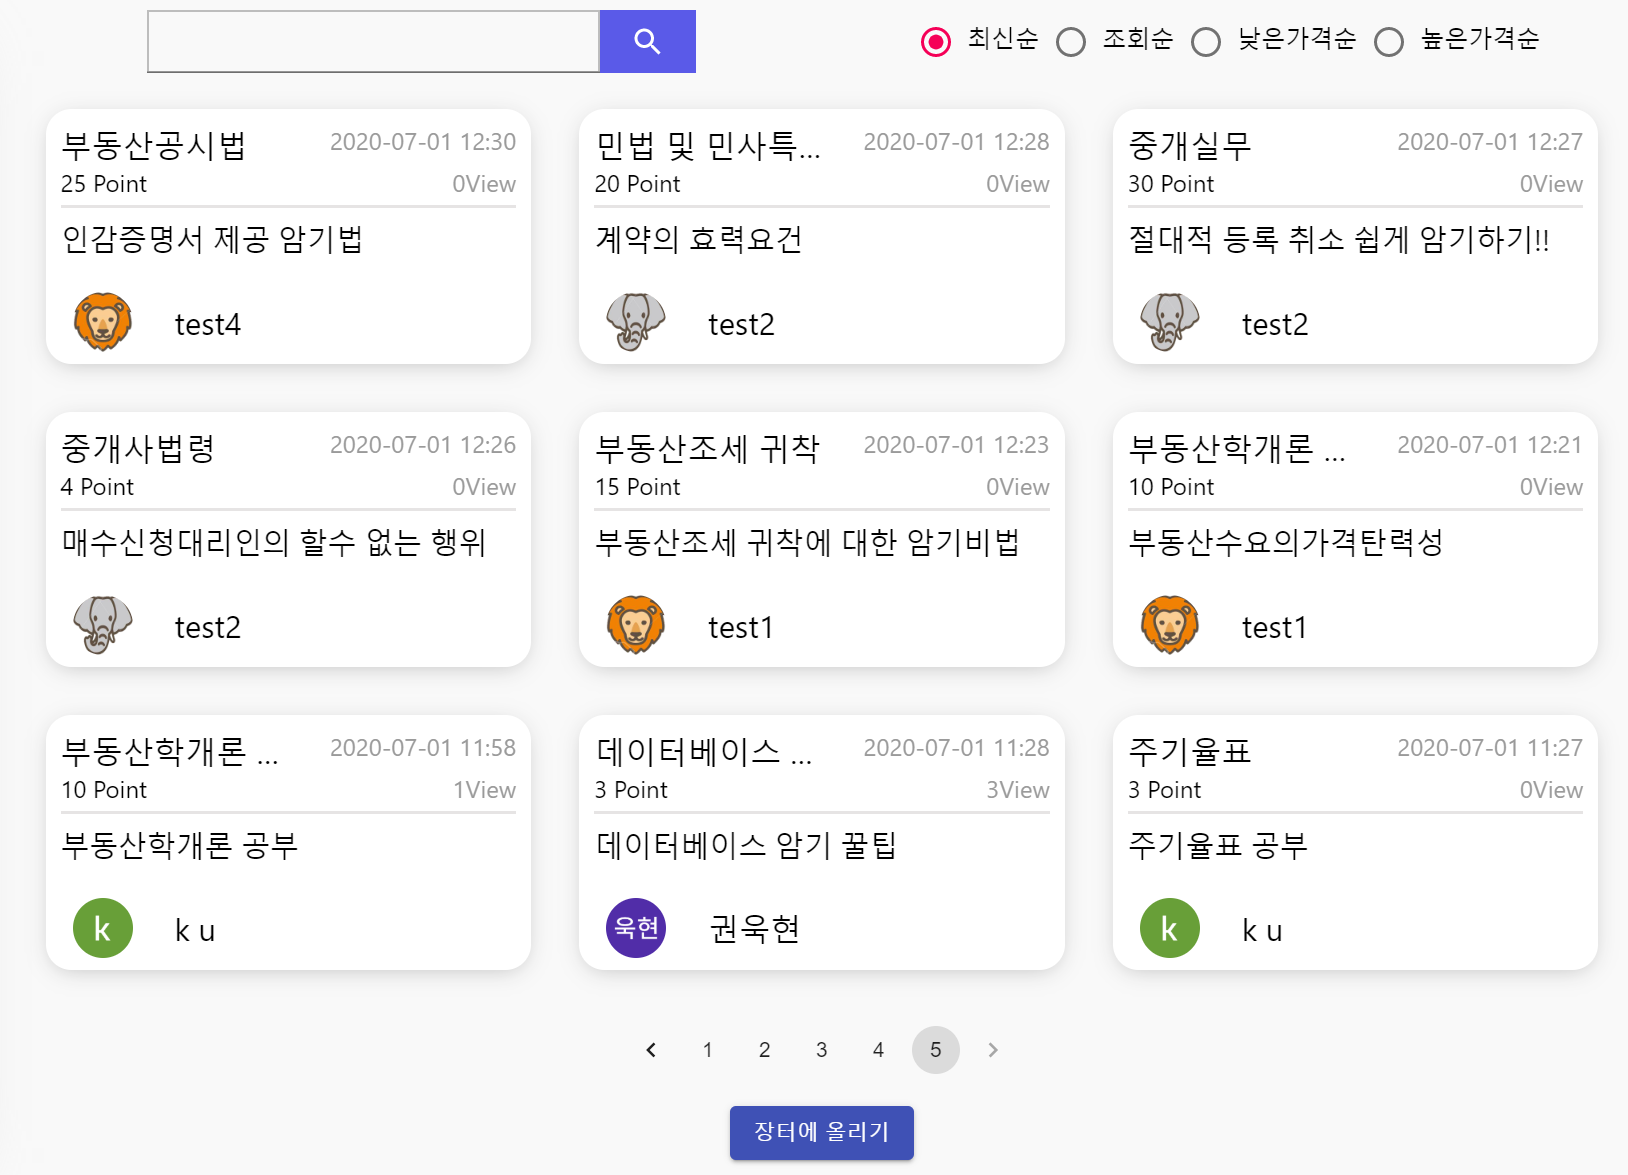 최신순 조회순 낮은가격순 높은가격순
부동산공시법 2020-07-01 12:30
25 Point 0View
인감증명서 제공 암기법
test4
민법 및 민사특... 2020-07-01 12:28
20 Point 0View
계약의 효력요건
test2
중개실무 2020-07-01 12:27
30 Point 0View
절대적 등록 취소 쉽게 암기하기!!
test2
중개사법령 2020-07-01 12:26
4 Point 0View
매수신청대리인의 할수 없는 행위
test2
부동산조세 귀착 2020-07-01 12:23
15 Point 0View
부동산조세 귀착에 대한 암기비법
test1
부동산학개론 ... 2020-07-01 12:21
10 Point 0View
부동산수요의가격탄력성
test1
부동산학개론 ... 2020-07-01 11:58
10 Point 1View
부동산학개론 공부
k k u
데이터베이스 ... 2020-07-01 11:28
3 Point 3View
데이터베이스 암기 꿀팁
욱현 권욱현
주기율표 2020-07-01 11:27
3 Point 0View
주기율표 공부
k k u
1 2 3 4 5
장터에 올리기